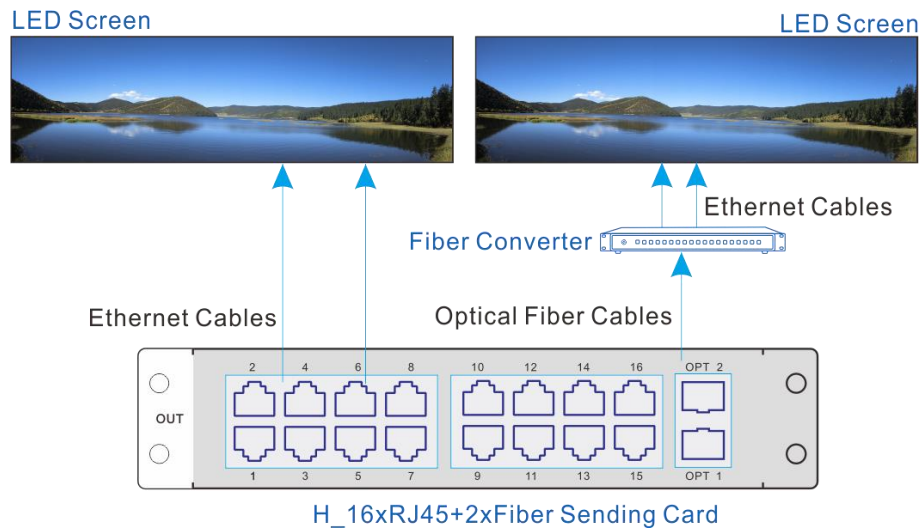 LED Screen
LED Screen
Ethernet Cables
Fiber Converter
Ethernet Cables
Optical Fiber Cables
2 4 6 8 10 12 14 16 OPT 2
OUT
1 3 5 7 9 11 13 15 OPT 1
H_16xRJ45+2xFiber Sending Card